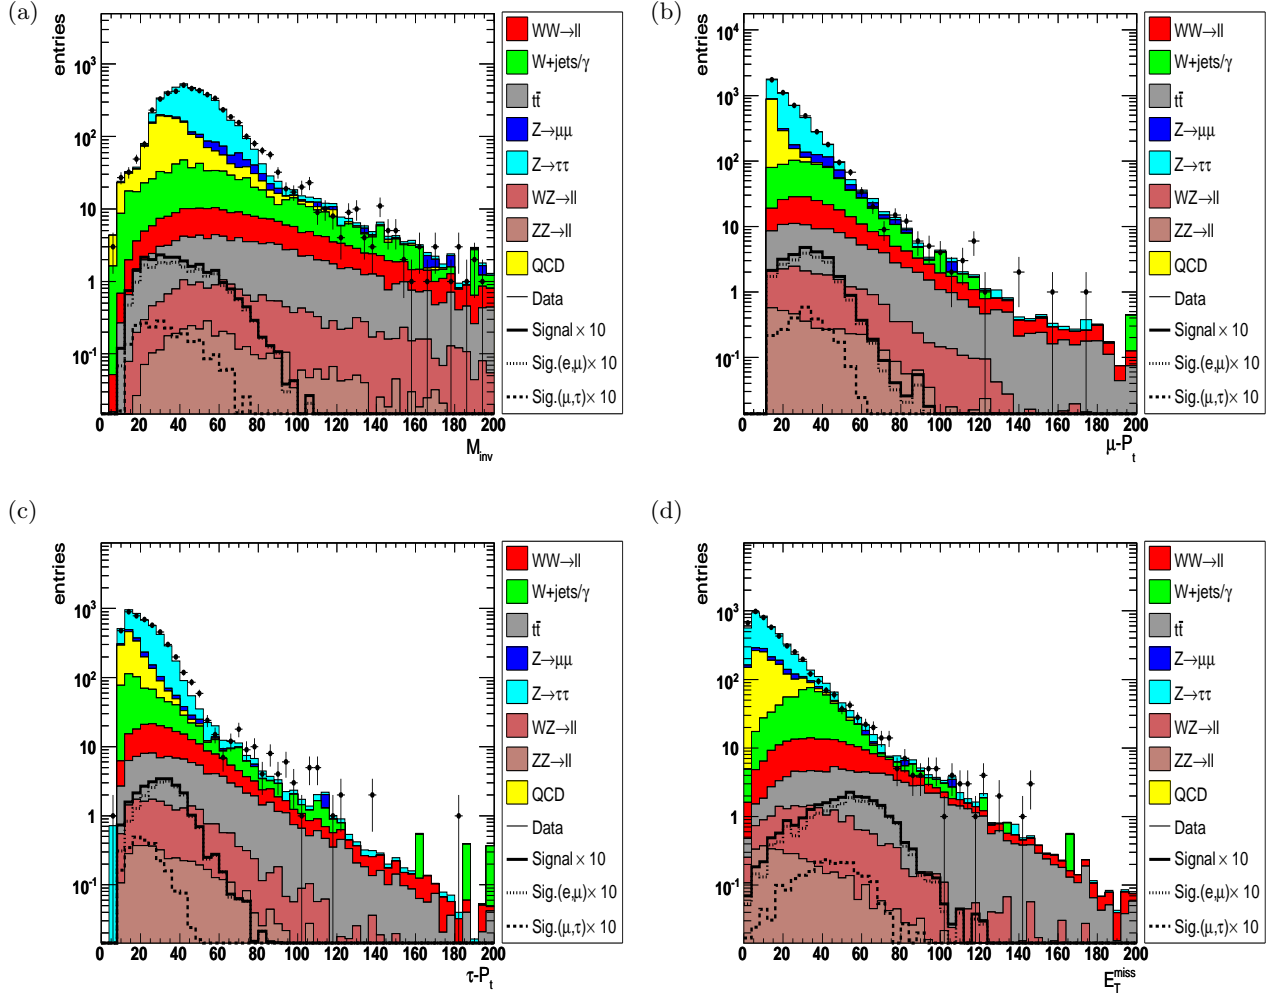 (a)
entries
10³
10²
10
1
10⁻¹
0 20 40 60 80 100 120 140 160 180 200
M_inv
WW→ll
W+jets/γ
tt̄
Z→μμ
Z→ττ
WZ→ll
ZZ→ll
QCD
Data
Signal × 10
Sig.(e,μ)× 10
Sig.(μ,τ)× 10
(b)
entries
10⁴
10³
10²
10
1
10⁻¹
0 20 40 60 80 100 120 140 160 180 200
μ-P_t
WW→ll
W+jets/γ
tt̄
Z→μμ
Z→ττ
WZ→ll
ZZ→ll
QCD
Data
Signal × 10
Sig.(e,μ)× 10
Sig.(μ,τ)× 10
(c)
entries
10³
10²
10
1
10⁻¹
0 20 40 60 80 100 120 140 160 180 200
τ-P_t
WW→ll
W+jets/γ
tt̄
Z→μμ
Z→ττ
WZ→ll
ZZ→ll
QCD
Data
Signal × 10
Sig.(e,μ)× 10
Sig.(μ,τ)× 10
(d)
entries
10³
10²
10
1
10⁻¹
0 20 40 60 80 100 120 140 160 180 200
E_T^miss
WW→ll
W+jets/γ
tt̄
Z→μμ
Z→ττ
WZ→ll
ZZ→ll
QCD
Data
Signal × 10
Sig.(e,μ)× 10
Sig.(μ,τ)× 10